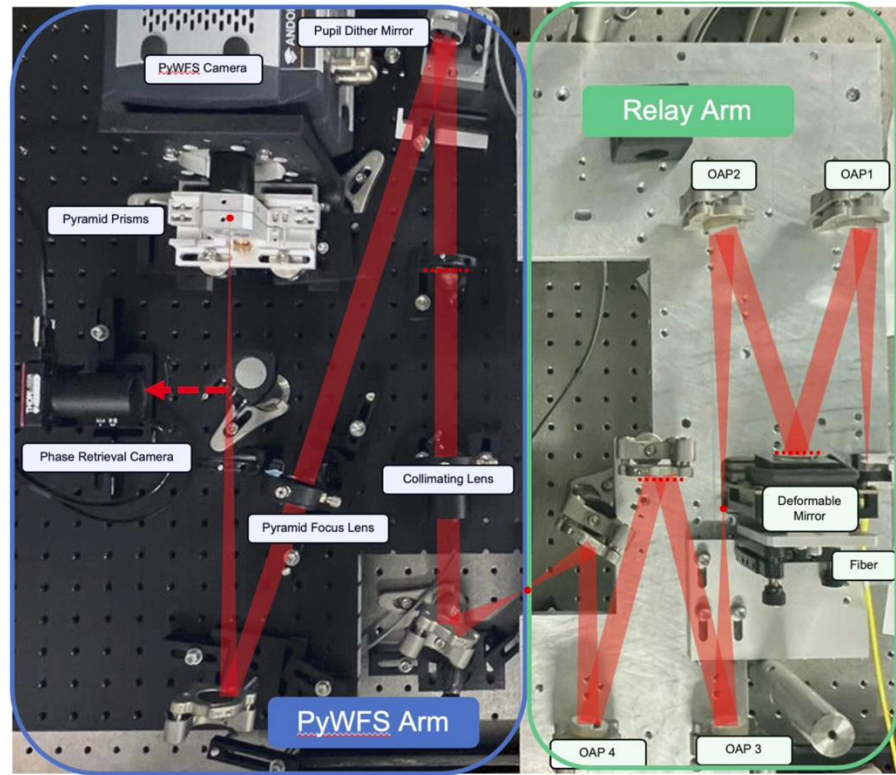 Pupil Dither Mirror
PyWFS Camera
ANDOR
Relay Arm
OAP2
OAP1
Pyramid Prisms
Phase Retrieval Camera
Collimating Lens
Pyramid Focus Lens
Deformable
Mirror
Fiber
PyWFS Arm
OAP 4
OAP 3